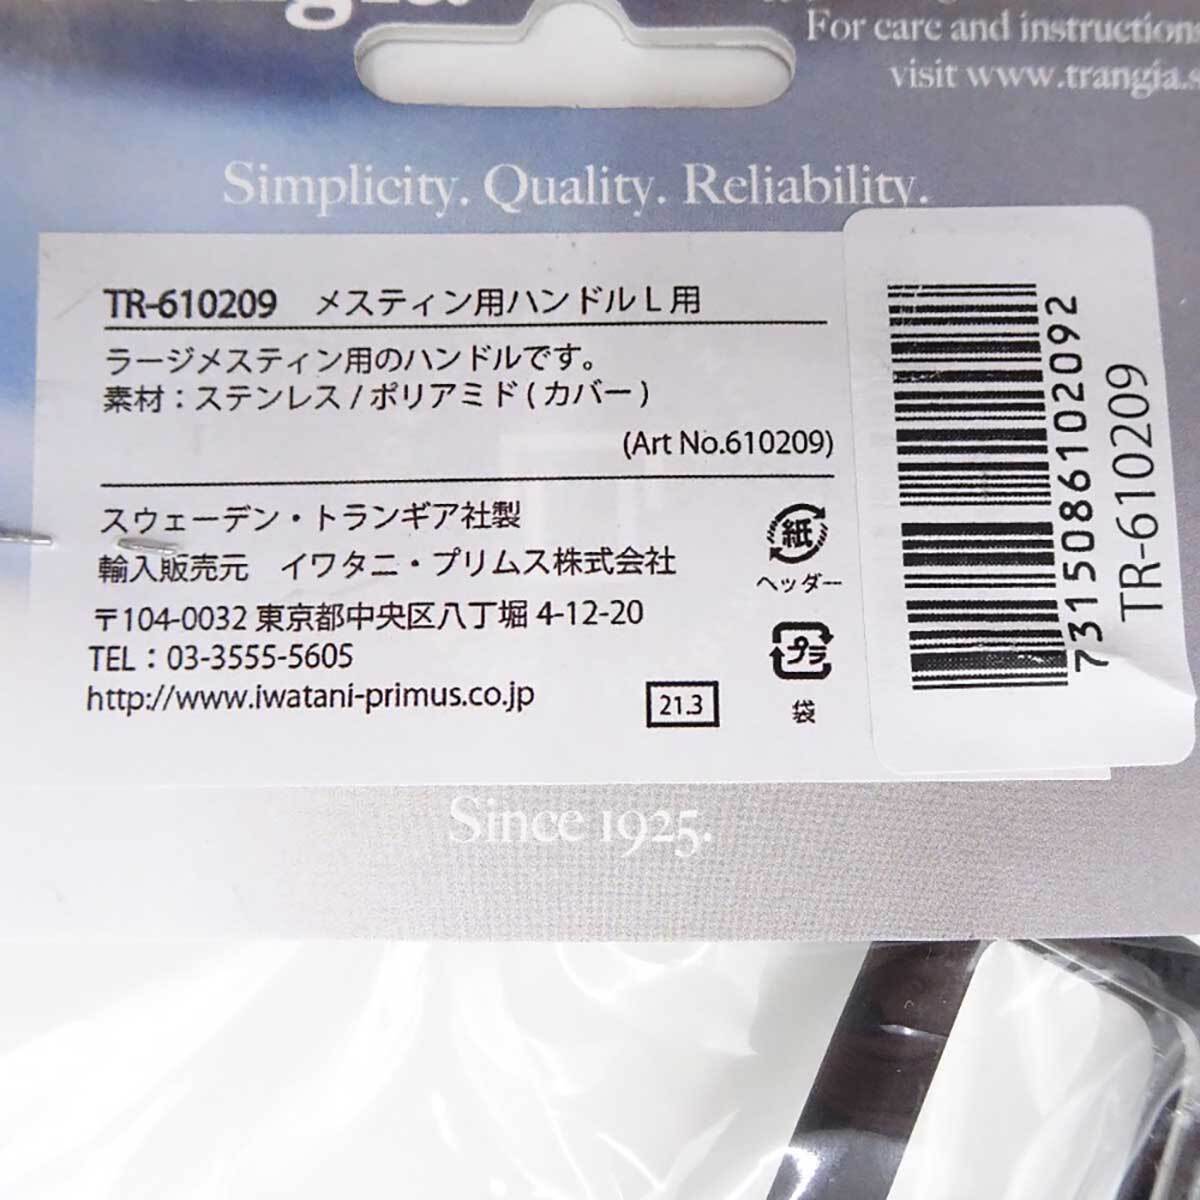 For care and instructions
visit www.trangia.s
Simplicity. Quality. Reliability.
TR-610209 メスティン用ハンドル L 用
ラージメスティン用のハンドルです。
素材：ステンレス / ポリアミド ( カバー )
(Art No.610209)
スウェーデン・トランギア社製
輸入販売元 イワタニ・プリムス株式会社
〒104-0032 東京都中央区八丁堀 4-12-20
TEL：03-3555-5605
http://www.iwatani-primus.co.jp
21.3
紙
ヘッダー
プラ
袋
7315086102092
TR-610209
Since 1925.